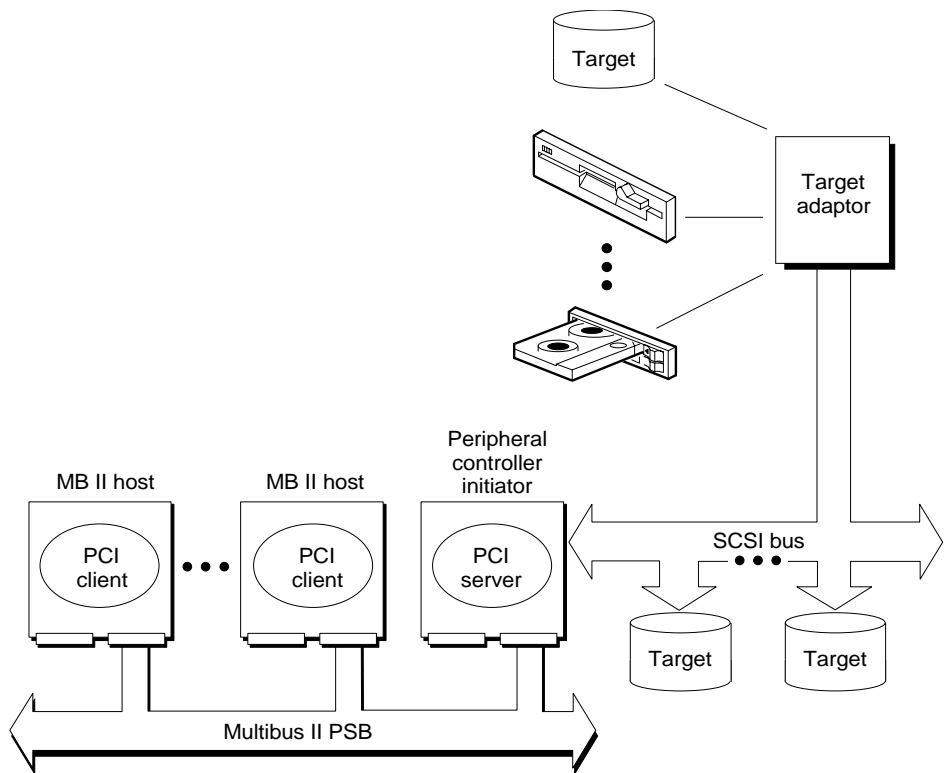 Target
Target
adaptor
Peripheral
controller
initiator
MB II host
MB II host
PCI
client
PCI
client
PCI
server
SCSI bus
Target
Target
Multibus II PSB